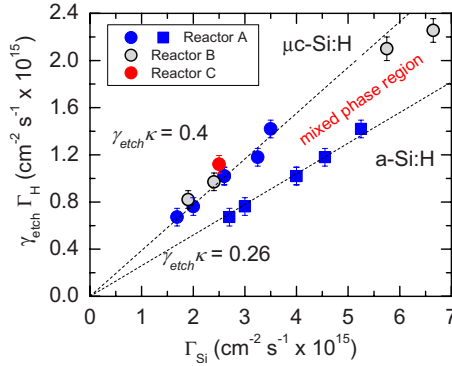 2.4
2.0
1.6
1.2
0.8
0.4
0.0
γetch ΓH (cm⁻² s⁻¹ x 10¹⁵)
Reactor A
Reactor B
Reactor C
μc-Si:H
mixed phase region
a-Si:H
γetch κ = 0.4
γetch κ = 0.26
0 1 2 3 4 5 6 7
ΓSi (cm⁻² s⁻¹ x 10¹⁵)